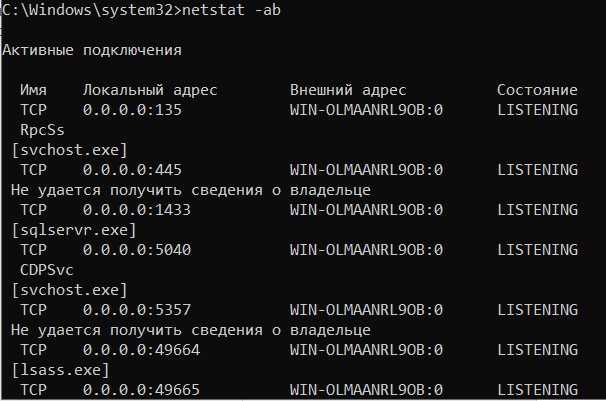 C:\Windows\system32>netstat -ab
Активные подключения
Имя Локальный адрес Внешний адрес Состояние
TCP 0.0.0.0:135 WIN-OLMAANRL9OB:0 LISTENING
RpcSs
[svchost.exe]
TCP 0.0.0.0:445 WIN-OLMAANRL9OB:0 LISTENING
Не удается получить сведения о владельце
TCP 0.0.0.0:1433 WIN-OLMAANRL9OB:0 LISTENING
[sqlservr.exe]
TCP 0.0.0.0:5040 WIN-OLMAANRL9OB:0 LISTENING
CDPSvc
[svchost.exe]
TCP 0.0.0.0:5357 WIN-OLMAANRL9OB:0 LISTENING
Не удается получить сведения о владельце
TCP 0.0.0.0:49664 WIN-OLMAANRL9OB:0 LISTENING
[lsass.exe]
TCP 0.0.0.0:49665 WIN-OLMAANRL9OB:0 LISTENING